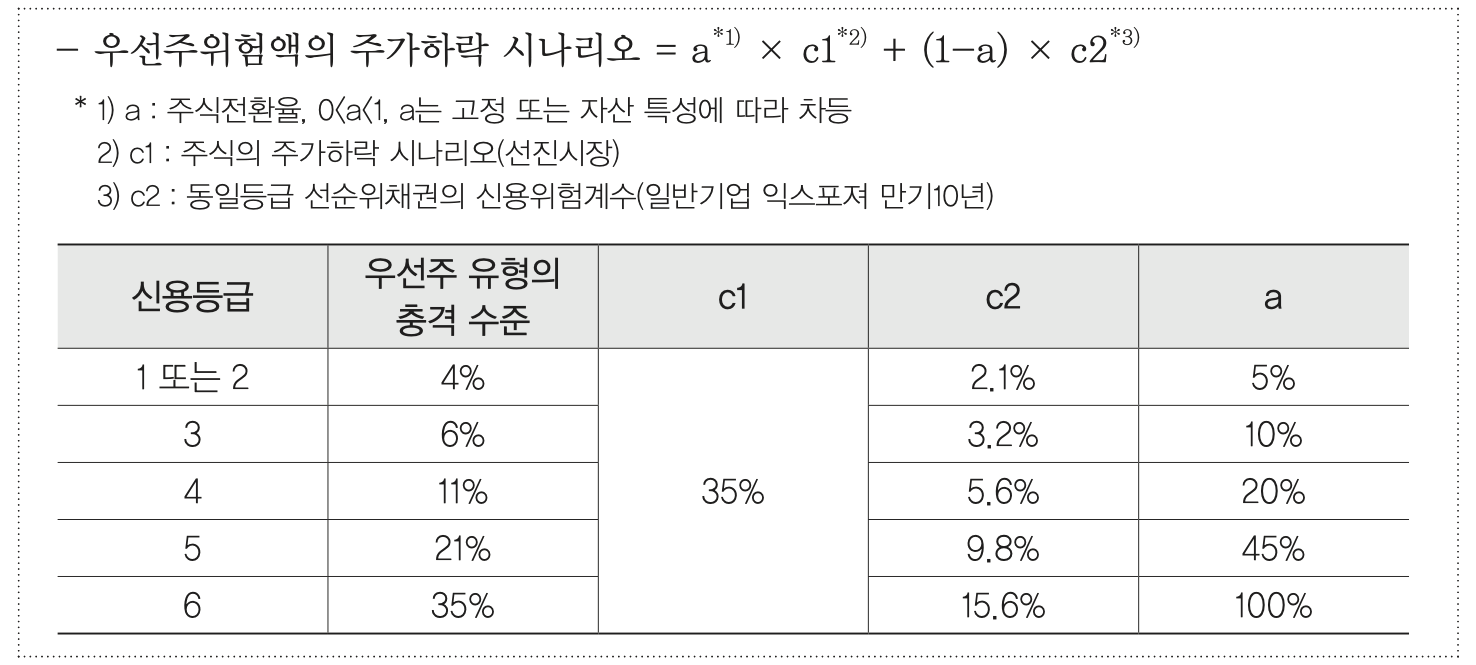 - 우선주위험액의 주가하락 시나리오 = a*1) × c1*2) + (1-a) × c2*3)
* 1) a : 주식전환율, 0<a<1, a는 고정 또는 자산 특성에 따라 차등
2) c1 : 주식의 주가하락 시나리오(선진시장)
3) c2 : 동일등급 선순위채권의 신용위험계수(일반기업 익스포져 만기10년)
신용등급 우선주 유형의 충격 수준 c1 c2 a
1 또는 2 4% 2.1% 5%
3 6% 3.2% 10%
4 11% 35% 5.6% 20%
5 21% 9.8% 45%
6 35% 15.6% 100%